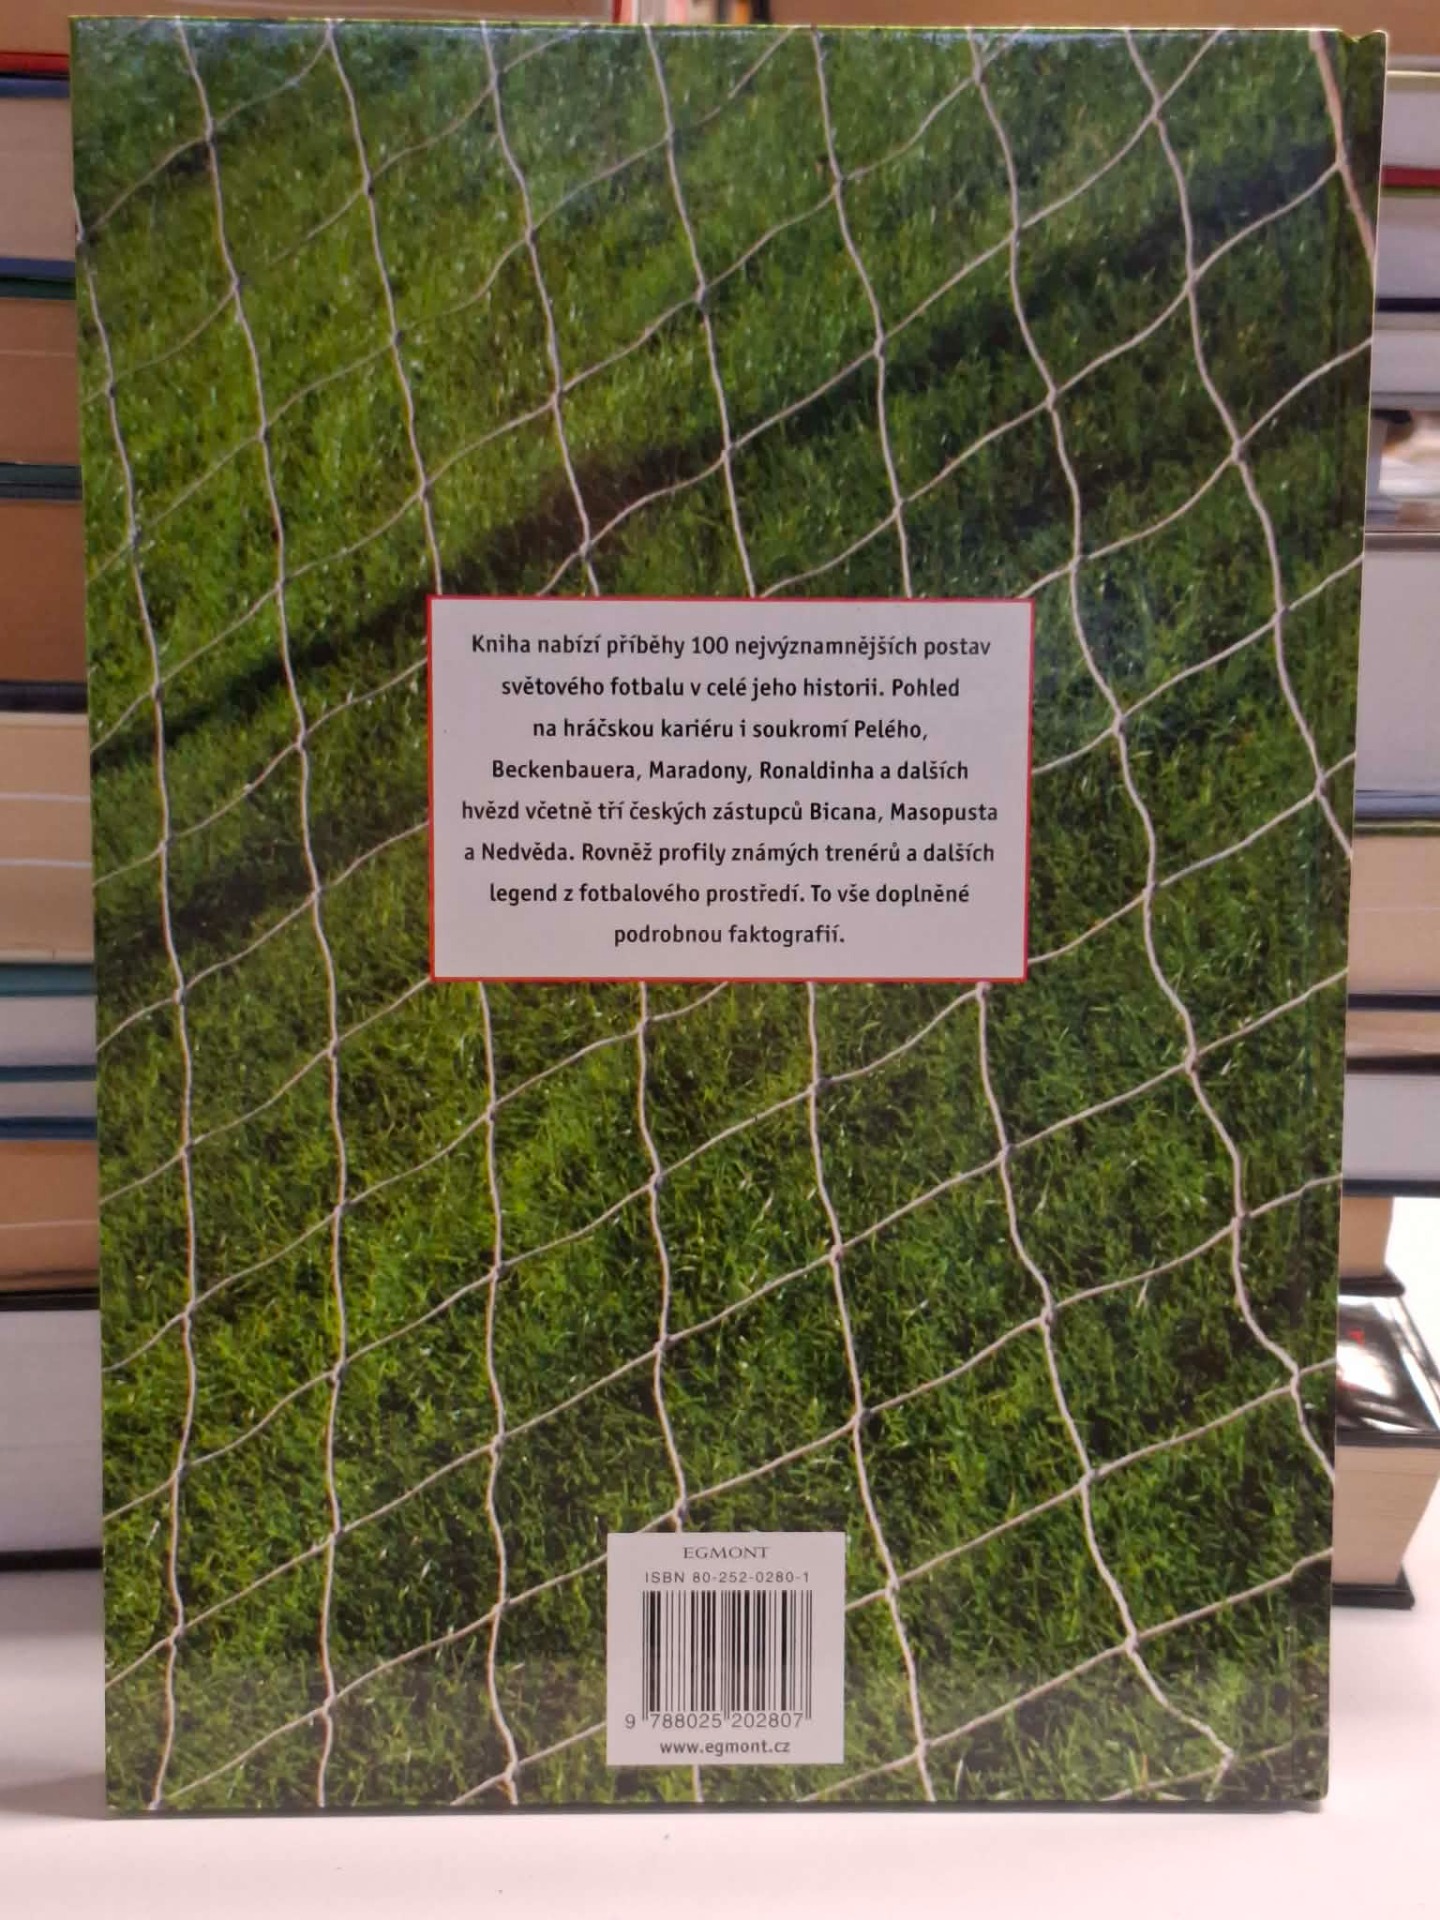 Kniha nabízí příběhy 100 nejvýznamnějších postav
světového fotbalu v celé jeho historii. Pohled
na hráčskou kariéru i soukromí Pelého,
Beckenbauera, Maradony, Ronaldinha a dalších
hvězd včetně tří českých zástupců Bicana, Masopusta
a Nedvěda. Rovněž profily známých trenérů a dalších
legend z fotbalového prostředí. To vše doplněné
podrobnou faktografií.
EGMONT
ISBN 80-252-0280-1
9 788025 202807
www.egmont.cz